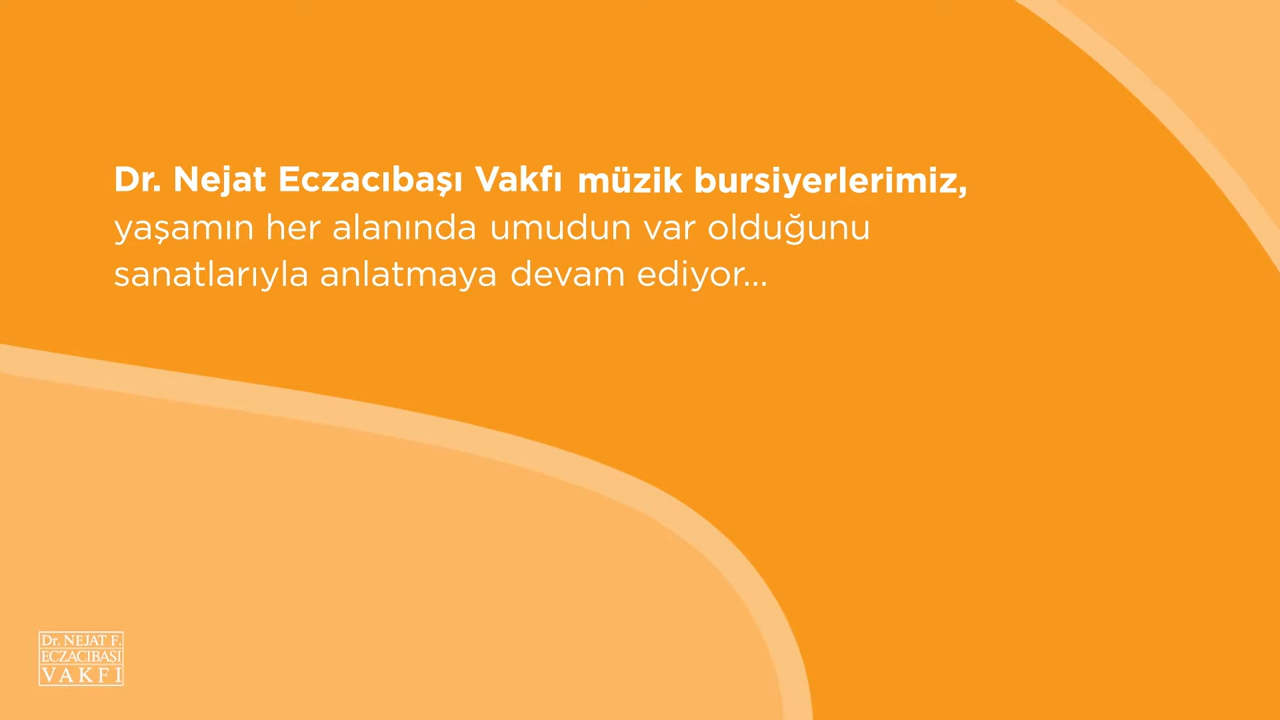 Dr. Nejat Eczacıbaşı Vakfı müzik bursiyerlerimiz,
yaşamın her alanında umudun var olduğunu
sanatlarıyla anlatmaya devam ediyor...
Dr. NEJAT F.
ECZACIBAŞI
VAKFI